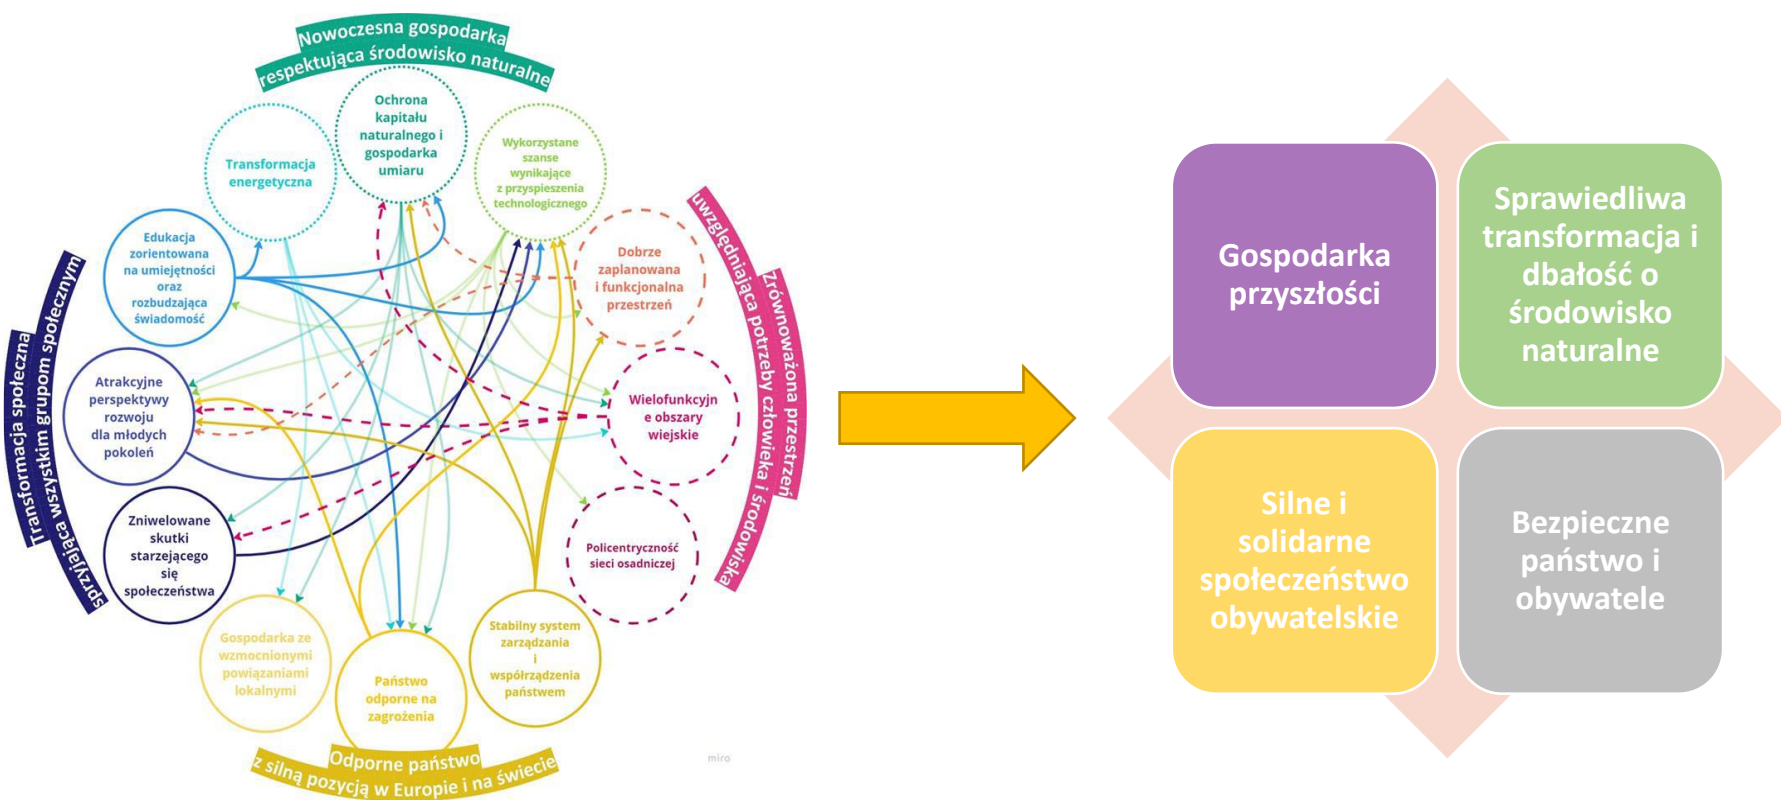 Nowoczesna gospodarka
respektująca środowisko naturalne
Ochrona
kapitału
naturalnego i
gospodarka
umiaru
Transformacja
energetyczna
Wykorzystane
szanse
wynikające
z przyspieszenia
technologicznego
Edukacja
zorientowana
na umiejętności
oraz
rozbudzająca
świadomość
Dobrze
zaplanowana
i funkcjonalna
przestrzeń
Zrównoważona przestrzeń
uwzględniająca potrzeby człowieka i środowiska
Transformacja społeczna
sprzyjająca wszystkim grupom społecznym
Atrakcyjne
perspektywy
rozwoju
dla młodych
pokoleń
Wielofunkcyjn
e obszary
wiejskie
Zniwelowane
skutki
starzejącego
się
społeczeństwa
Policentryczność
sieci osadniczej
Gospodarka ze
wzmocnionymi
powiązaniami
lokalnymi
Państwo
odporne na
zagrożenia
Stabilny system
zarządzania
i
współrządzenia
państwem
Odporne państwo
z silną pozycją w Europie i na świecie
miro
Gospodarka
przyszłości
Sprawiedliwa
transformacja i
dbałość o
środowisko
naturalne
Silne i
solidarne
społeczeństwo
obywatelskie
Bezpieczne
państwo i
obywatele